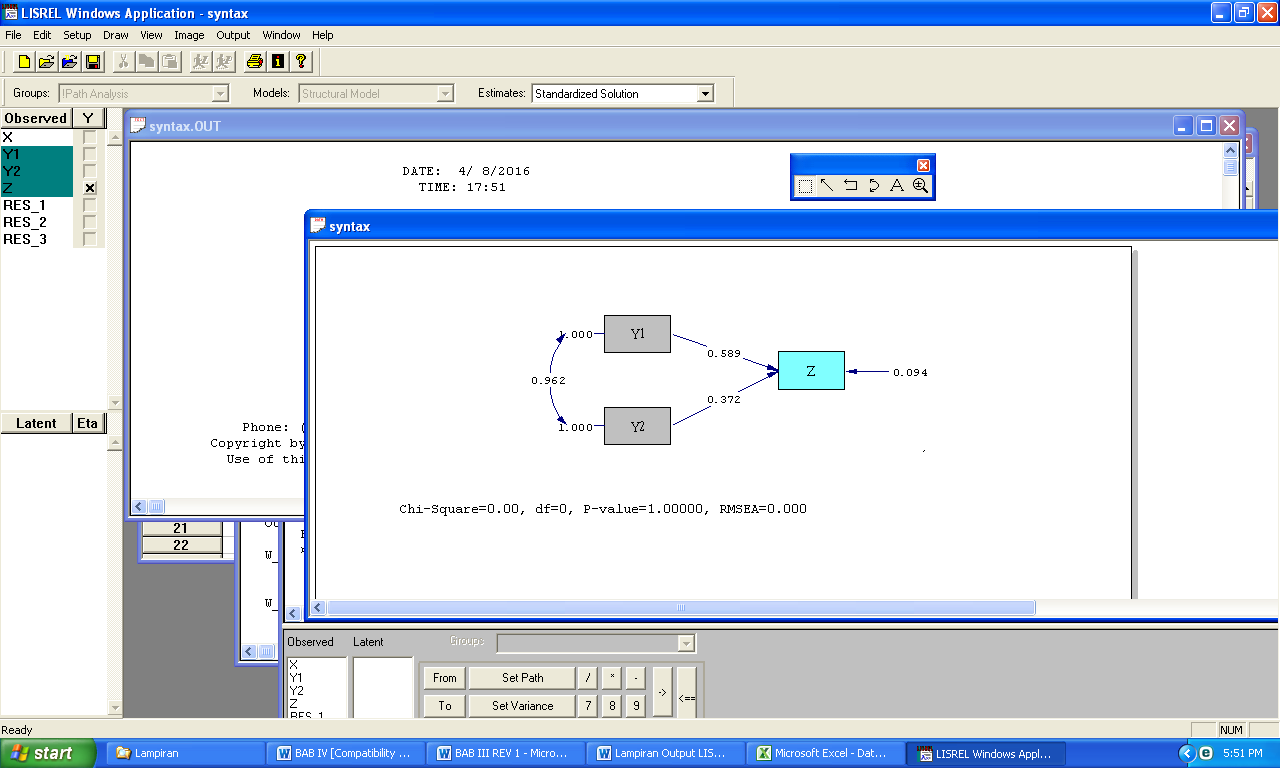 LISREL Windows Application - syntax
File Edit Setup Draw View Image Output Window Help
Groups: !Path Analysis Models: Structural Model Estimates: Standardized Solution
Observed Y
X
Y1
Y2
Z
RES_1
RES_2
RES_3
Latent Eta
syntax.OUT
DATE: 4/ 8/2016
TIME: 17:51
Phone: (
Copyright by
Use of thi
syntax
1.000 Y1
0.589
0.962
Z 0.094
0.372
1.000 Y2
Chi-Square=0.00, df=0, P-value=1.00000, RMSEA=0.000
21
22
W_
W_
Observed Latent Groups:
X
Y1
Y2
Z
RES_1
From Set Path / * - -> <==
To Set Variance 7 8 9
Ready NUM
start Lampiran BAB IV [Compatibility ... BAB III REV 1 - Micro... Lampiran Output LIS... Microsoft Excel - Dat... LISREL Windows Appl... 5:51 PM